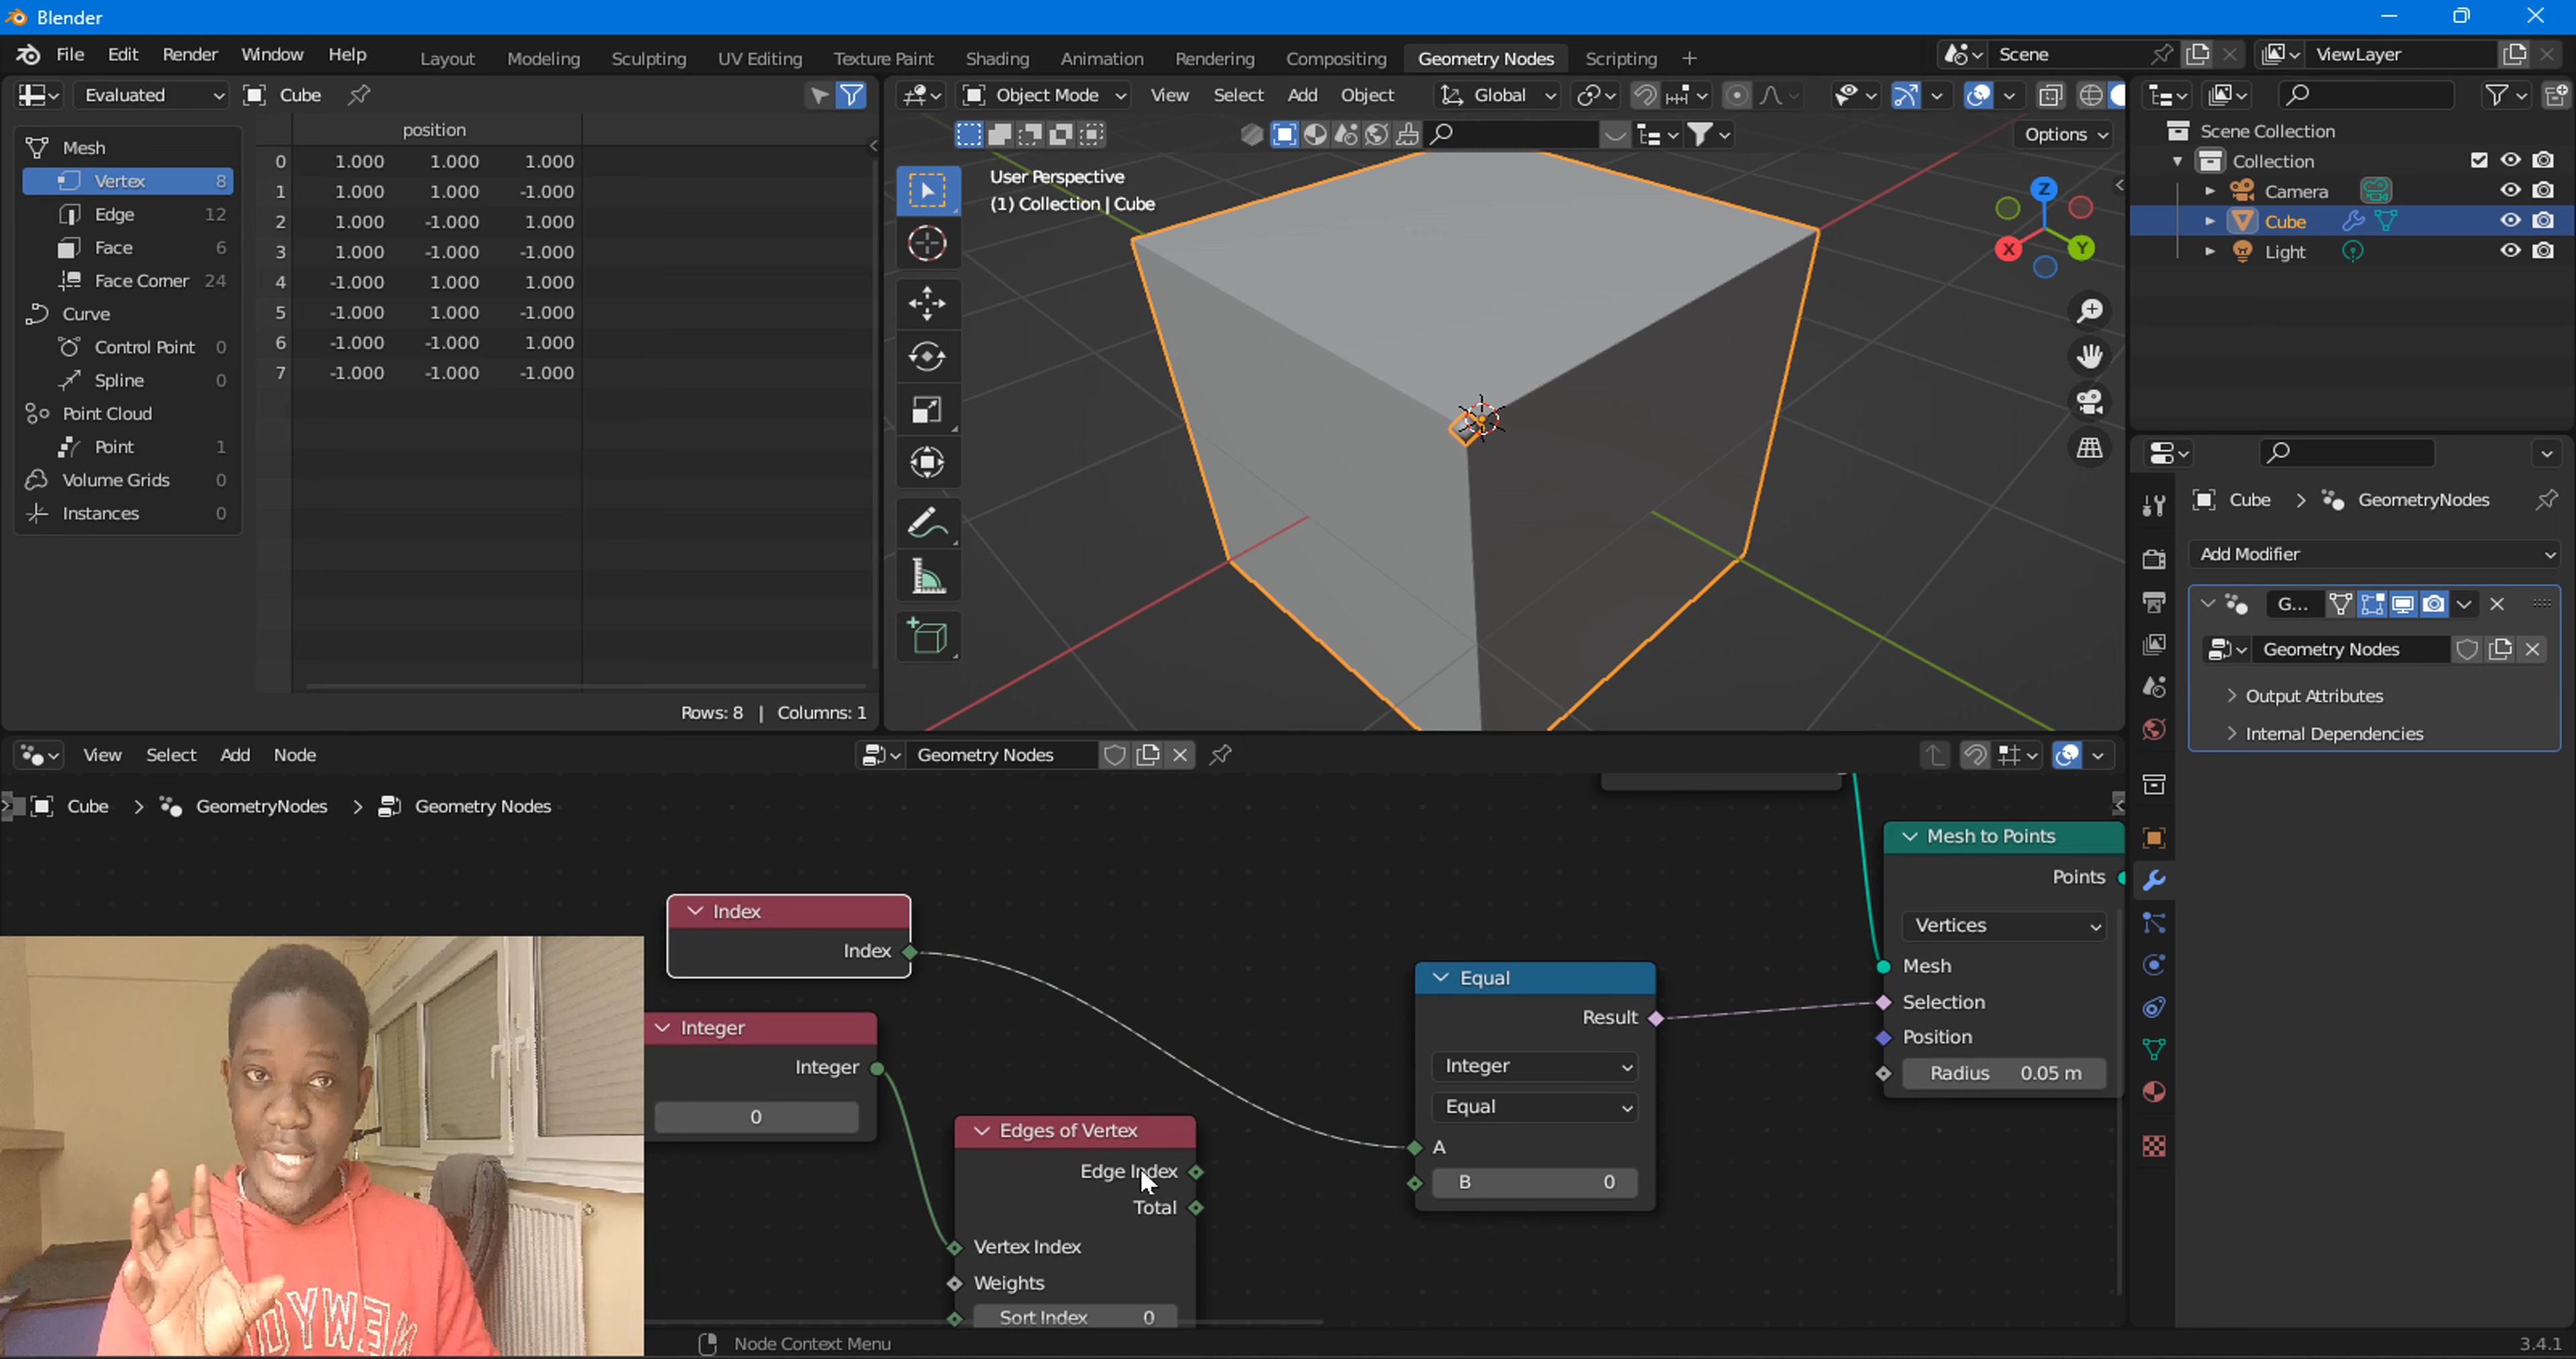 Blender
File Edit Render Window Help Layout Modeling Sculpting UV Editing Texture Paint Shading Animation Rendering Compositing Geometry Nodes Scripting + Scene ViewLayer
Evaluated Cube
Mesh
Vertex 8
Edge 12
Face 6
Face Corner 24
Curve
Control Point 0
Spline 0
Point Cloud
Point 1
Volume Grids 0
Instances 0
position
0 1.000 1.000 1.000
1 1.000 1.000 -1.000
2 1.000 -1.000 1.000
3 1.000 -1.000 -1.000
4 -1.000 1.000 1.000
5 -1.000 1.000 -1.000
6 -1.000 -1.000 1.000
7 -1.000 -1.000 -1.000
Rows: 8 | Columns: 1
Object Mode View Select Add Object Global
Options
User Perspective
(1) Collection | Cube
Z
X Y
Scene Collection
Collection
Camera
Cube
Light
Cube > GeometryNodes
Add Modifier
G...
Geometry Nodes
> Output Attributes
> Internal Dependencies
View Select Add Node Geometry Nodes
Cube > GeometryNodes > Geometry Nodes
Index
Index
Integer
Integer
0
Edges of Vertex
Edge Index
Total
Vertex Index
Weights
Sort Index 0
Equal
Result
Integer
Equal
A
B 0
Mesh to Points
Points
Vertices
Mesh
Selection
Position
Radius 0.05 m
Node Context Menu
3.4.1